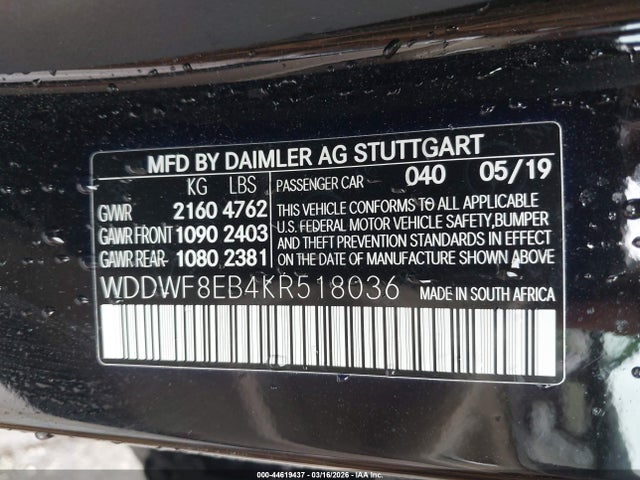 MFD BY DAIMLER AG STUTTGART
KG LBS PASSENGER CAR 040 05/19
GVWR 2160 4762
GAWR FRONT 1090 2403
GAWR REAR 1080 2381
THIS VEHICLE CONFORMS TO ALL APPLICABLE
U.S. FEDERAL MOTOR VEHICLE SAFETY, BUMPER
AND THEFT PREVENTION STANDARDS IN EFFECT
ON THE DATE OF MANUFACTURE SHOWN ABOVE.
WDDWF8EB4KR518036 MADE IN SOUTH AFRICA
000-44619437 - 03/16/2026 - IAAI.COM